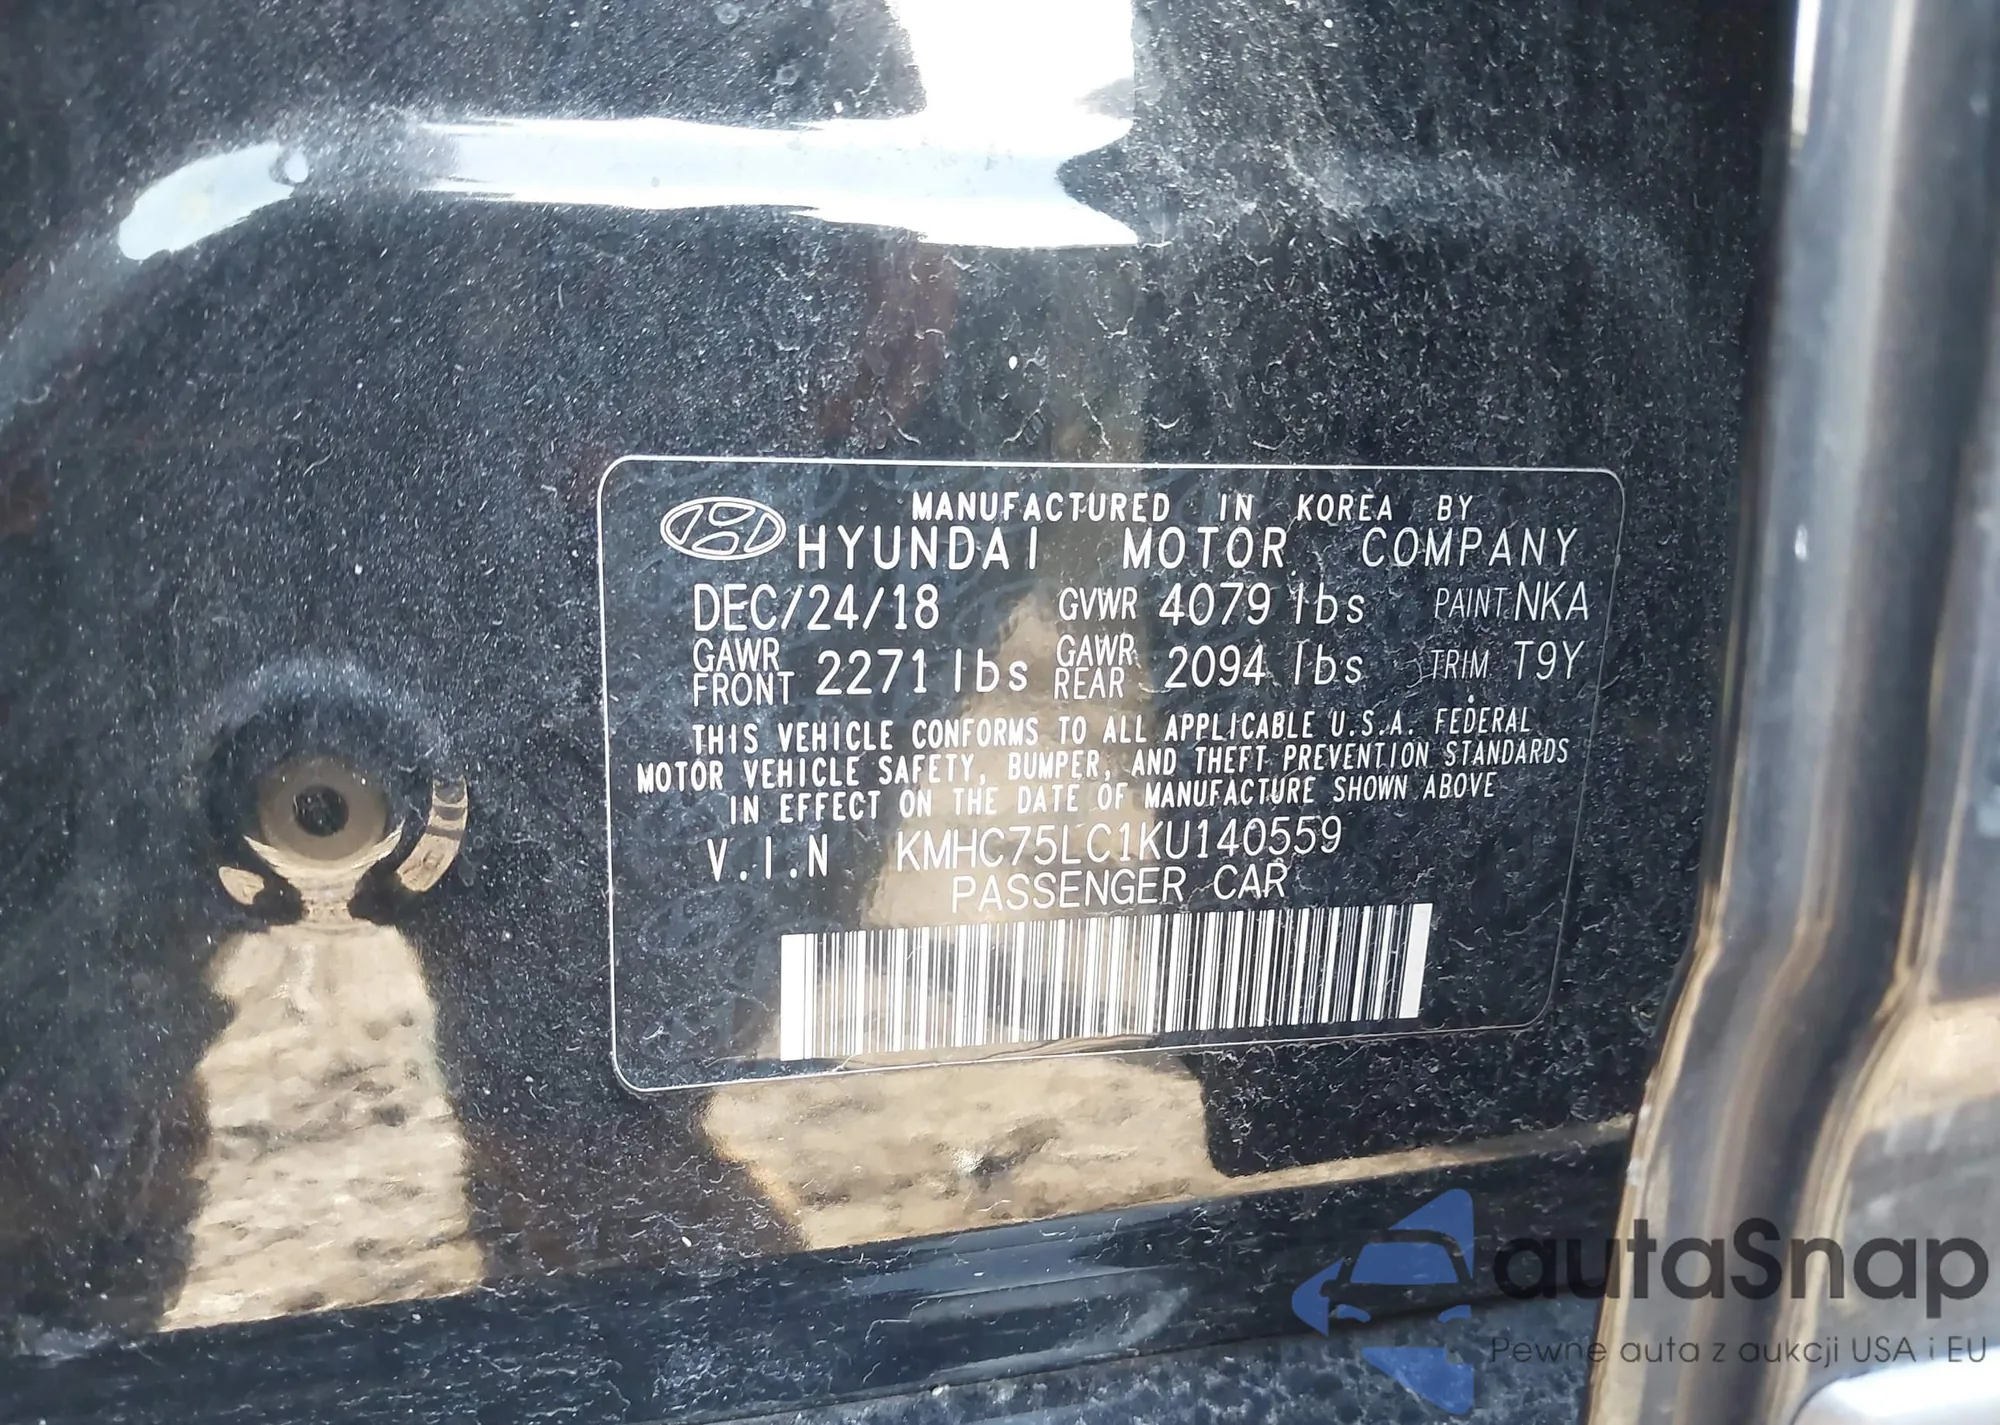 MANUFACTURED IN KOREA BY
HYUNDAI MOTOR COMPANY
DEC/24/18 GVWR 4079 lbs PAINT NKA
GAWR FRONT 2271 lbs GAWR REAR 2094 lbs TRIM T9Y
THIS VEHICLE CONFORMS TO ALL APPLICABLE U.S.A. FEDERAL
MOTOR VEHICLE SAFETY, BUMPER, AND THEFT PREVENTION STANDARDS
IN EFFECT ON THE DATE OF MANUFACTURE SHOWN ABOVE
V.I.N KMHC75LC1KU140559
PASSENGER CAR
autaSnap
Pewne auta z aukcji USA i EU